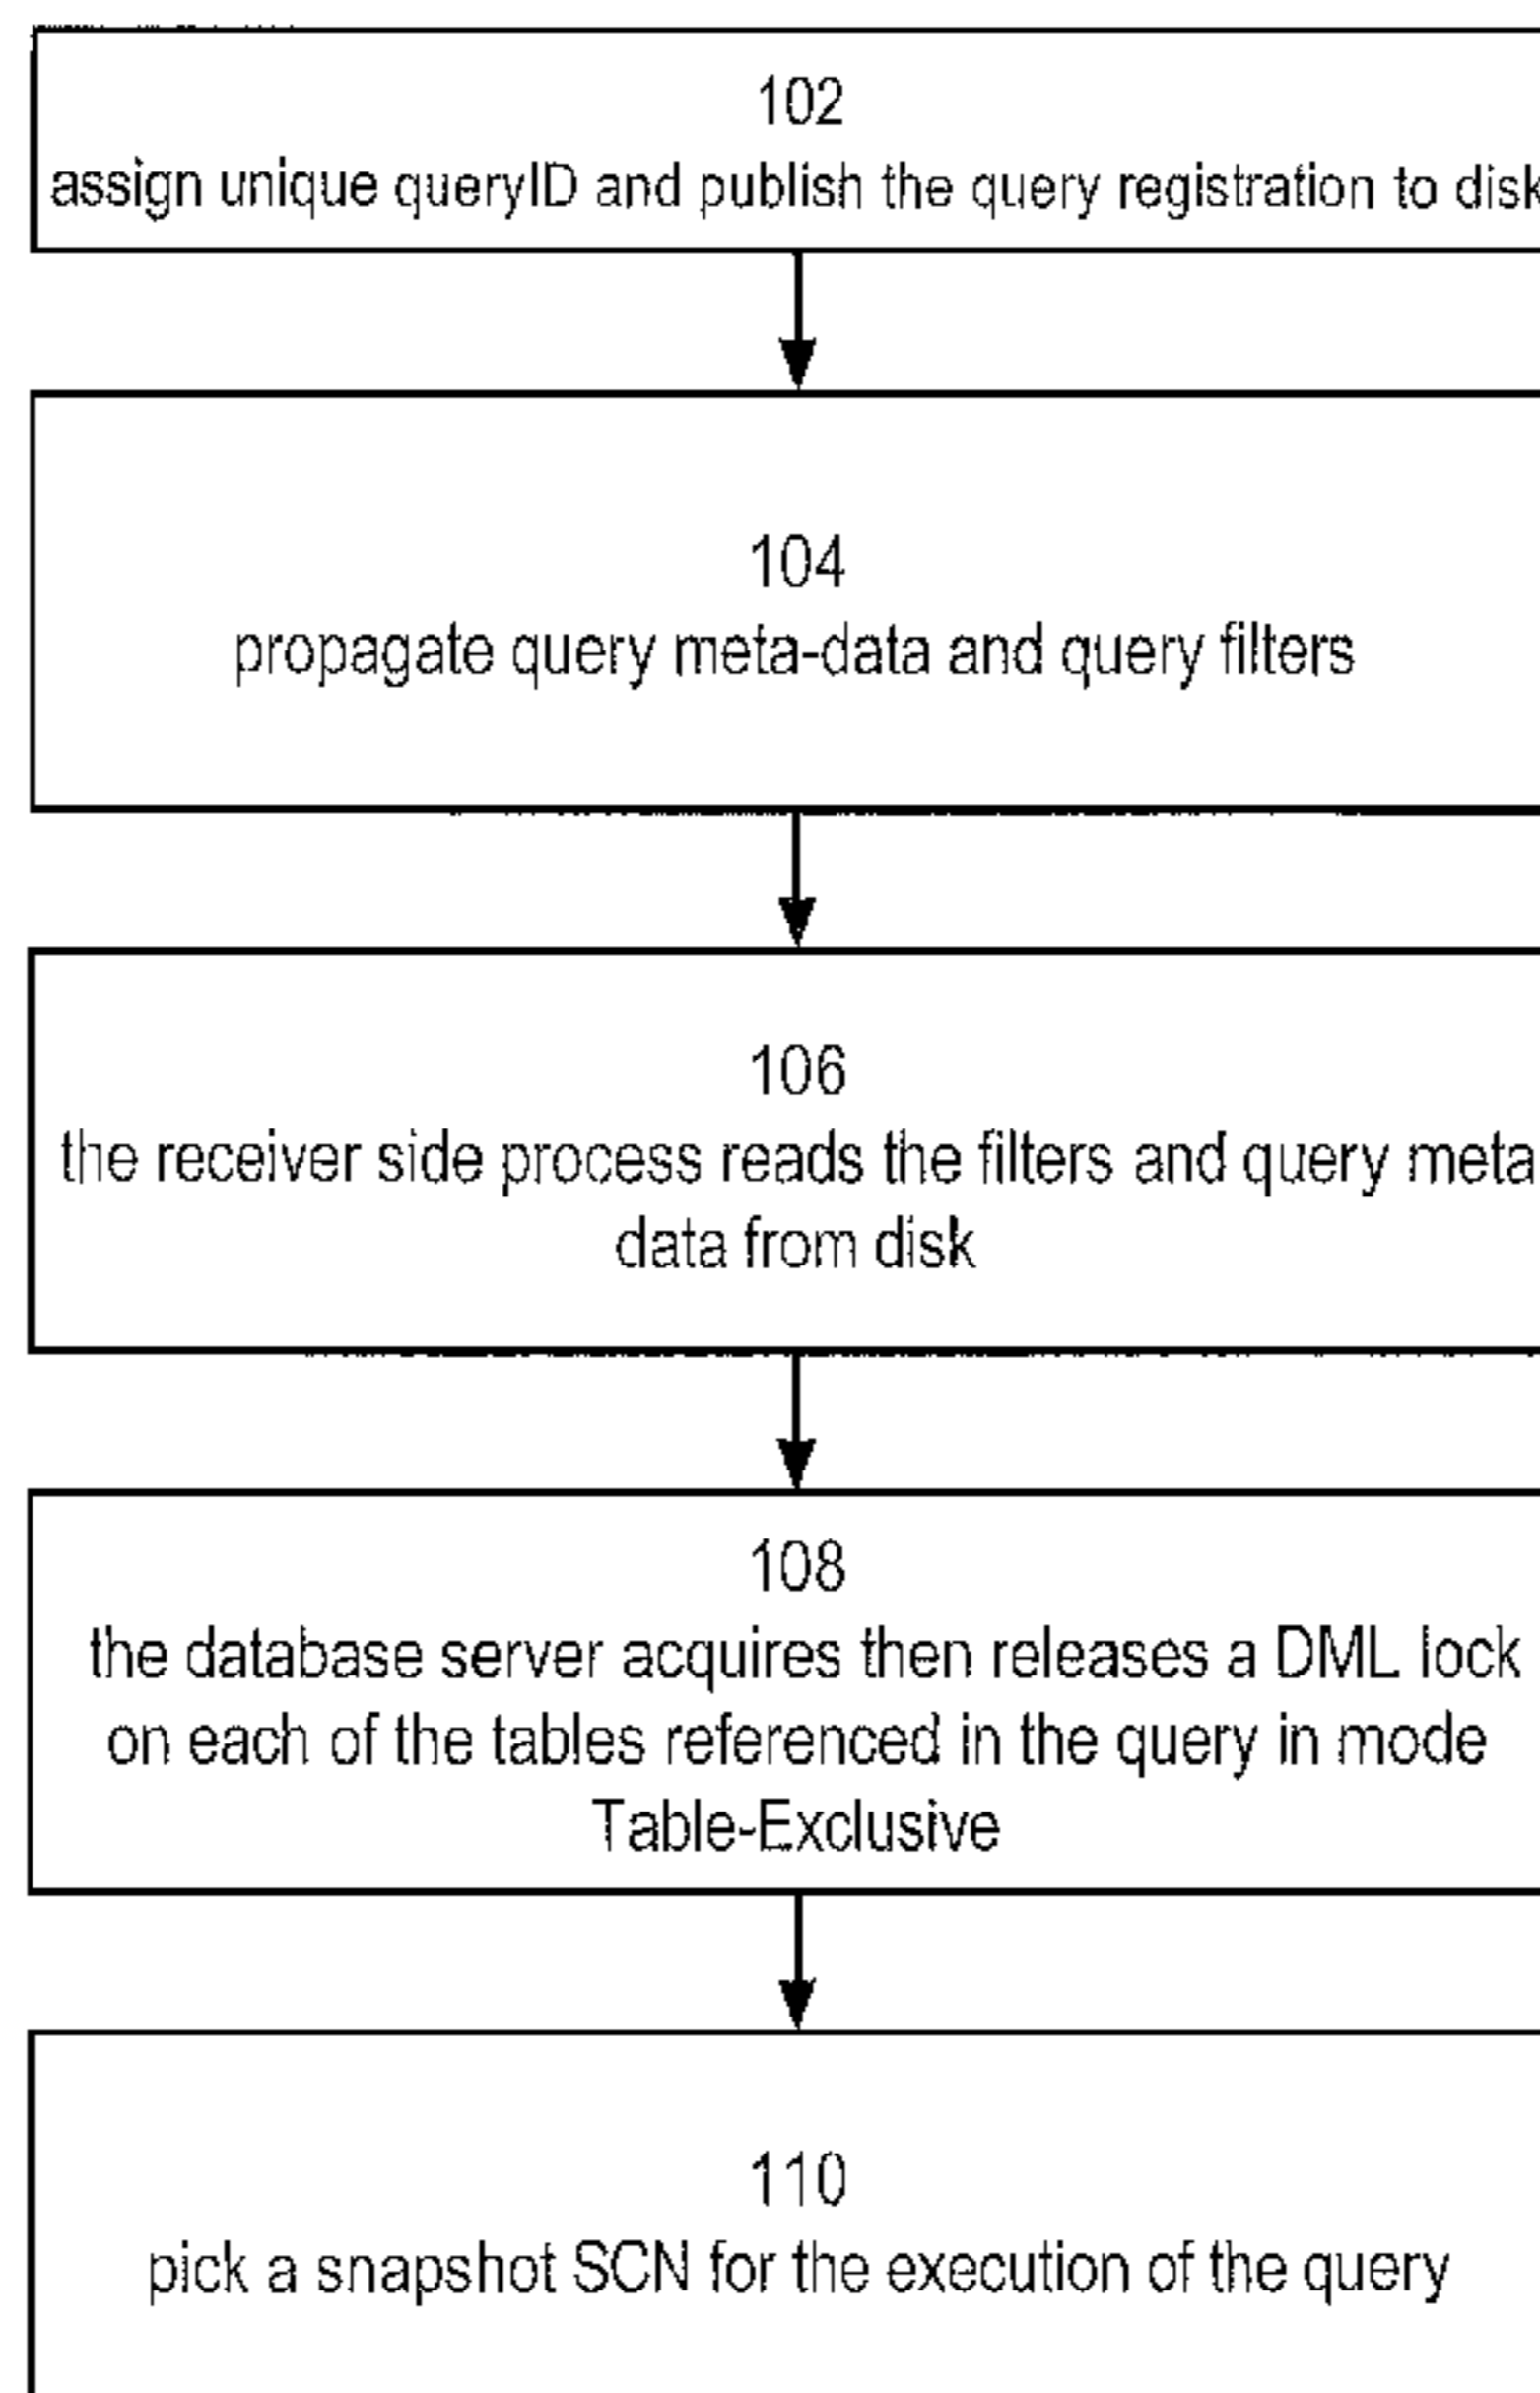 102
assign unique queryID and publish the query registration to disk
104
propagate query meta-data and query filters
106
the receiver side process reads the filters and query meta
data from disk
108
the database server acquires then releases a DML lock
on each of the tables referenced in the query in mode
Table-Exclusive
110
pick a snapshot SCN for the execution of the query